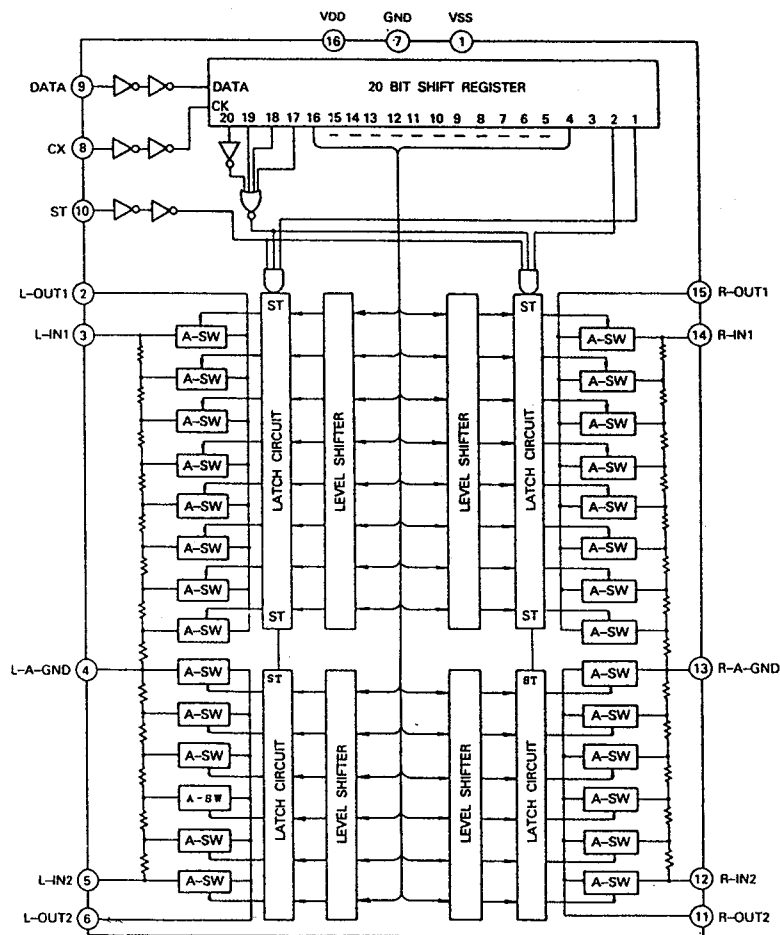 VDD GND VSS
16 7 1
DATA 9
DATA 20 BIT SHIFT REGISTER
CK
20 19 18 17 16 15 14 13 12 11 10 9 8 7 6 5 4 3 2 1
CX 8
ST 10
L-OUT1 2
15 R-OUT1
ST
ST
L-IN1 3
14 R-IN1
A-SW
A-SW
A-SW
A-SW
A-SW
A-SW
A-SW
A-SW
LATCH CIRCUIT
LEVEL SHIFTER
LEVEL SHIFTER
LATCH CIRCUIT
A-SW
A-SW
A-SW
A-SW
A-SW
A-SW
A-SW
A-SW
ST
ST
L-A-GND 4
13 R-A-GND
ST
ST
A-SW
A-SW
A-SW
A-SW
A-SW
A-SW
LATCH CIRCUIT
LEVEL SHIFTER
LEVEL SHIFTER
LATCH CIRCUIT
A-SW
A-SW
A-SW
A-SW
A-SW
A-SW
L-IN2 5
12 R-IN2
L-OUT2 6
11 R-OUT2